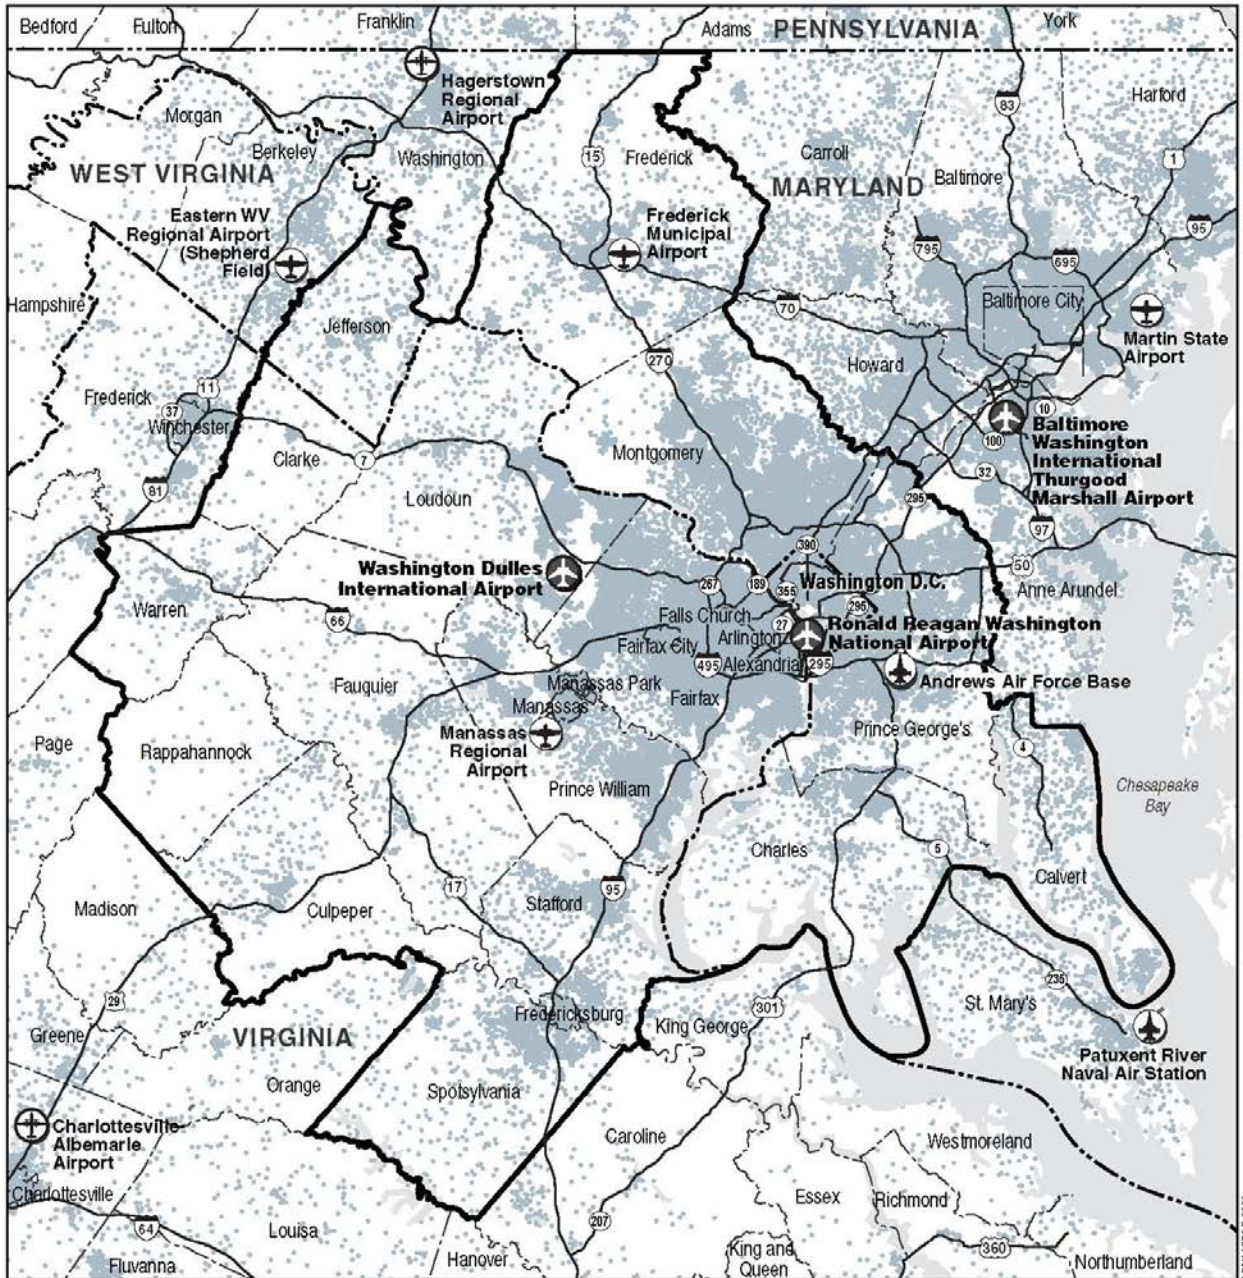 Bedford
Fulton
Franklin
Adams
PENNSYLVANIA
York
Hagerstown
Regional
Airport
83
Harford
Morgan
Berkeley
Washington
15
Frederick
Carroll
1
WEST VIRGINIA
MARYLAND
Baltimore
Eastern WV
Regional Airport
(Shepherd
Field)
Frederick
Municipal
Airport
795
95
695
Hampshire
70
Baltimore City
Jefferson
Martin State
Airport
270
Howard
Frederick
11
37
Winchester
10
100
Baltimore
Washington
International
Thurgood
Marshall Airport
Clarke
7
Montgomery
32
81
Loudoun
295
97
390
50
Washington Dulles
International Airport
267
189
355
Washington D.C.
Anne Arundel
Warren
66
295
Falls Church
27
Ronald Reagan Washington
National Airport
Arlington
Fairfax City
495
Alexandria
295
Andrews Air Force Base
Fauquier
Manassas Park
Fairfax
Manassas
Prince George's
Page
Rappahannock
Manassas
Regional
Airport
4
Prince William
Chesapeake
Bay
Charles
5
Calvert
17
95
Madison
Culpeper
Stafford
235
29
St. Mary's
301
Fredericksburg
King George
Greene
VIRGINIA
Patuxent River
Naval Air Station
Orange
Spotsylvania
Charlottesville-
Albemarle
Airport
Caroline
Westmoreland
Charlottesville
Essex
Richmond
64
Louisa
207
Fluvanna
Hanover
King and
Queen
360
Northumberland